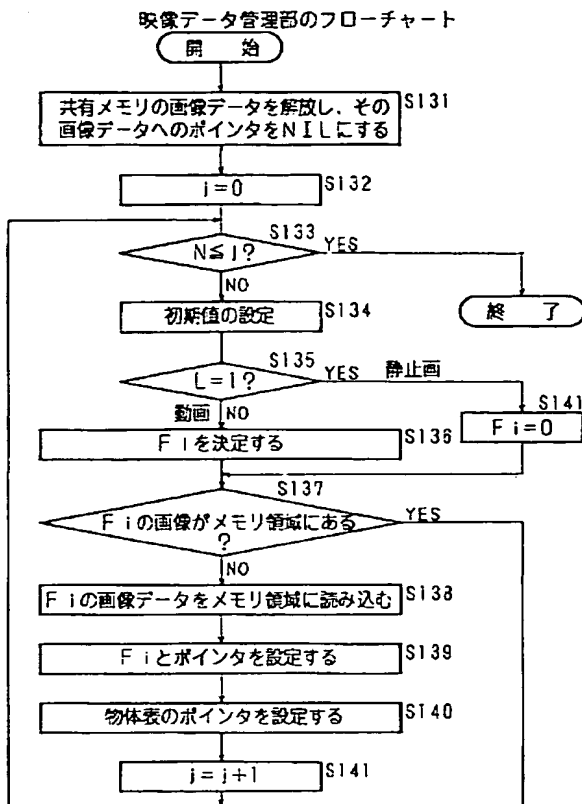 映像データ管理部のフローチャート
開 始
共有メモリの画像データを解放し、その
画像データへのポインタをNILにする
S131
j=0
S132
S133
N≦j?
YES
NO
初期値の設定
S134
終 了
S135
L=1?
YES
静止画
動画
NO
S141
Fi=0
Fiを決定する
S136
S137
Fiの画像がメモリ領域にある
?
YES
NO
Fiの画像データをメモリ領域に読み込む
S138
Fiとポインタを設定する
S139
物体表のポインタを設定する
S140
j=j+1
S141